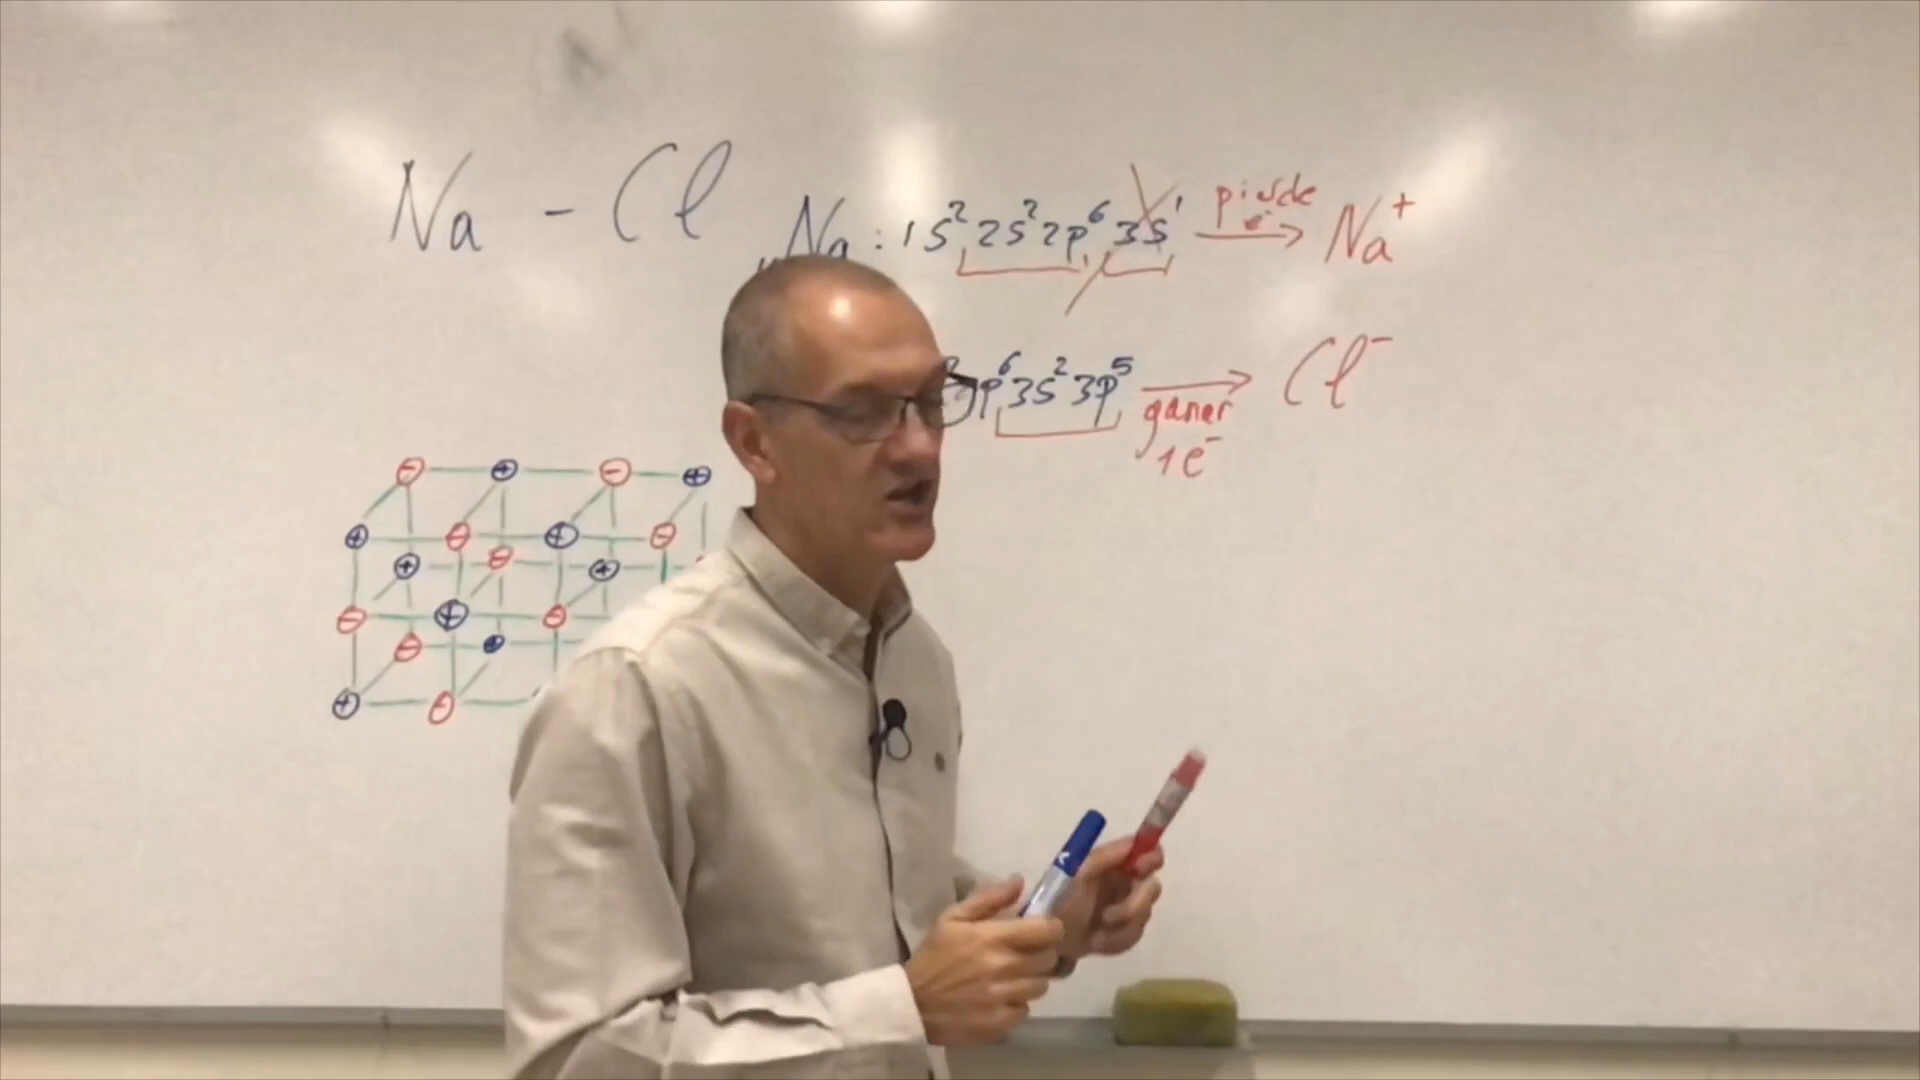 Na - Cl
Na : 1s² 2s² 2p⁶ 3s¹ pierde e⁻ → Na⁺
p⁶ 3s² 3p⁵ → Cl⁻
ganar
1e⁻